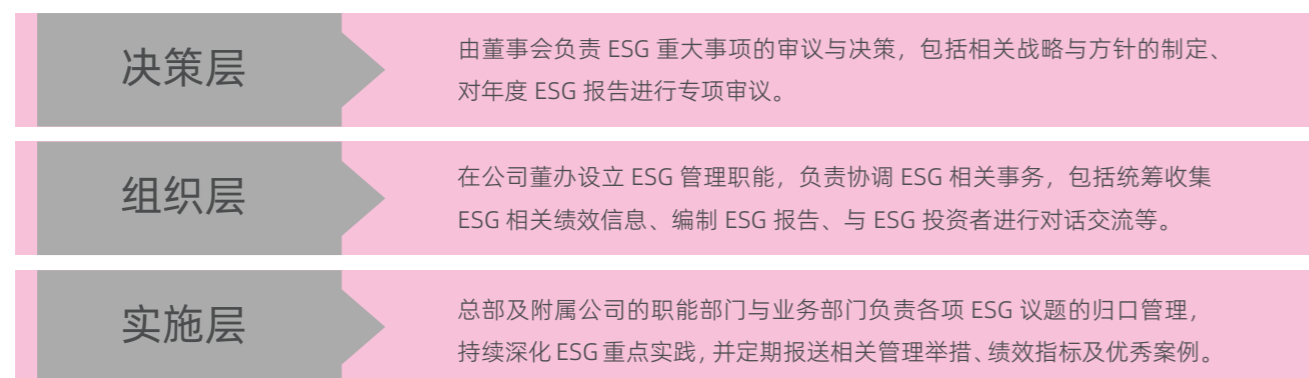 决策层
由董事会负责 ESG 重大事项的审议与决策，包括相关战略与方针的制定、
对年度 ESG 报告进行专项审议。
组织层
在公司董办设立 ESG 管理职能，负责协调 ESG 相关事务，包括统筹收集
ESG 相关绩效信息、编制 ESG 报告、与 ESG 投资者进行对话交流等。
实施层
总部及附属公司的职能部门与业务部门负责各项 ESG 议题的归口管理，
持续深化 ESG 重点实践，并定期报送相关管理举措、绩效指标及优秀案例。